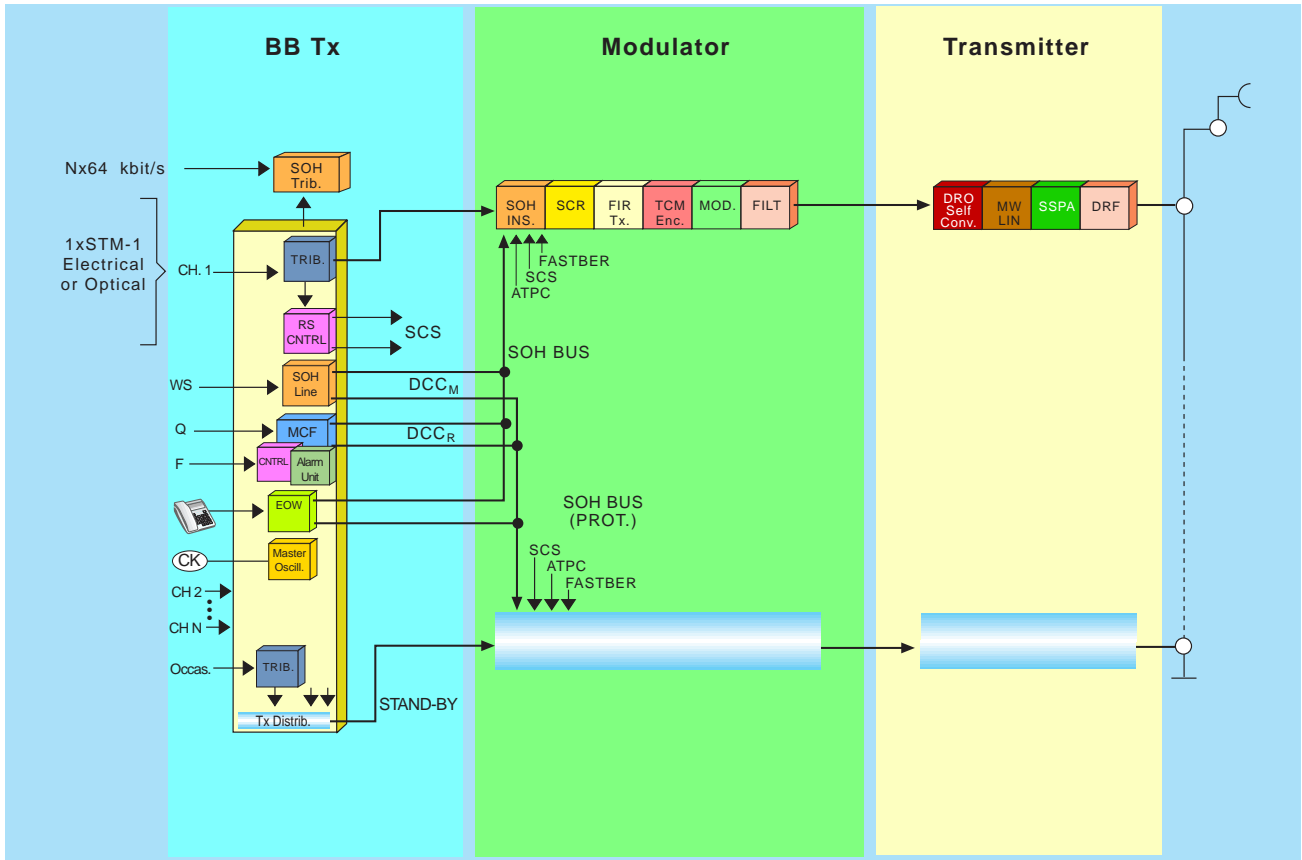 BB Tx
Modulator
Transmitter
Nx64 kbit/s
SOH
Trib.
1xSTM-1
Electrical
or Optical
CH. 1
TRIB.
RS
CNTRL
SCS
WS
SOH
Line
DCCM
Q
MCF
DCCR
F
CNTRL
Alarm
Unit
EOW
CK
Master
Oscill.
CH 2
CH N
Occas.
TRIB.
Tx Distrib.
STAND-BY
SOH
INS.
SCR
FIR
Tx.
TCM
Enc.
MOD.
FILT
FASTBER
SCS
ATPC
SOH BUS
SOH BUS
(PROT.)
SCS
ATPC
FASTBER
DRO
Self
Conv.
MW
LIN
SSPA
DRF